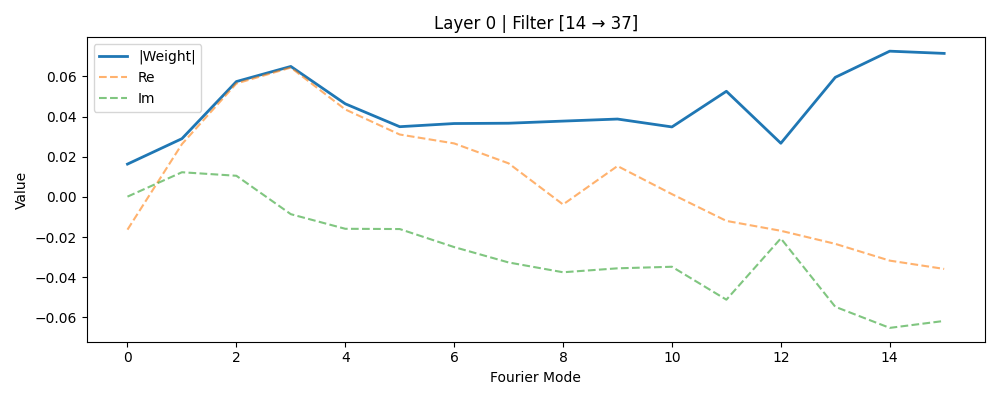 Layer 0 | Filter [14 → 37]
|Weight|
Re
Im
0.06
0.04
0.02
0.00
−0.02
−0.04
−0.06
Value
0 2 4 6 8 10 12 14
Fourier Mode